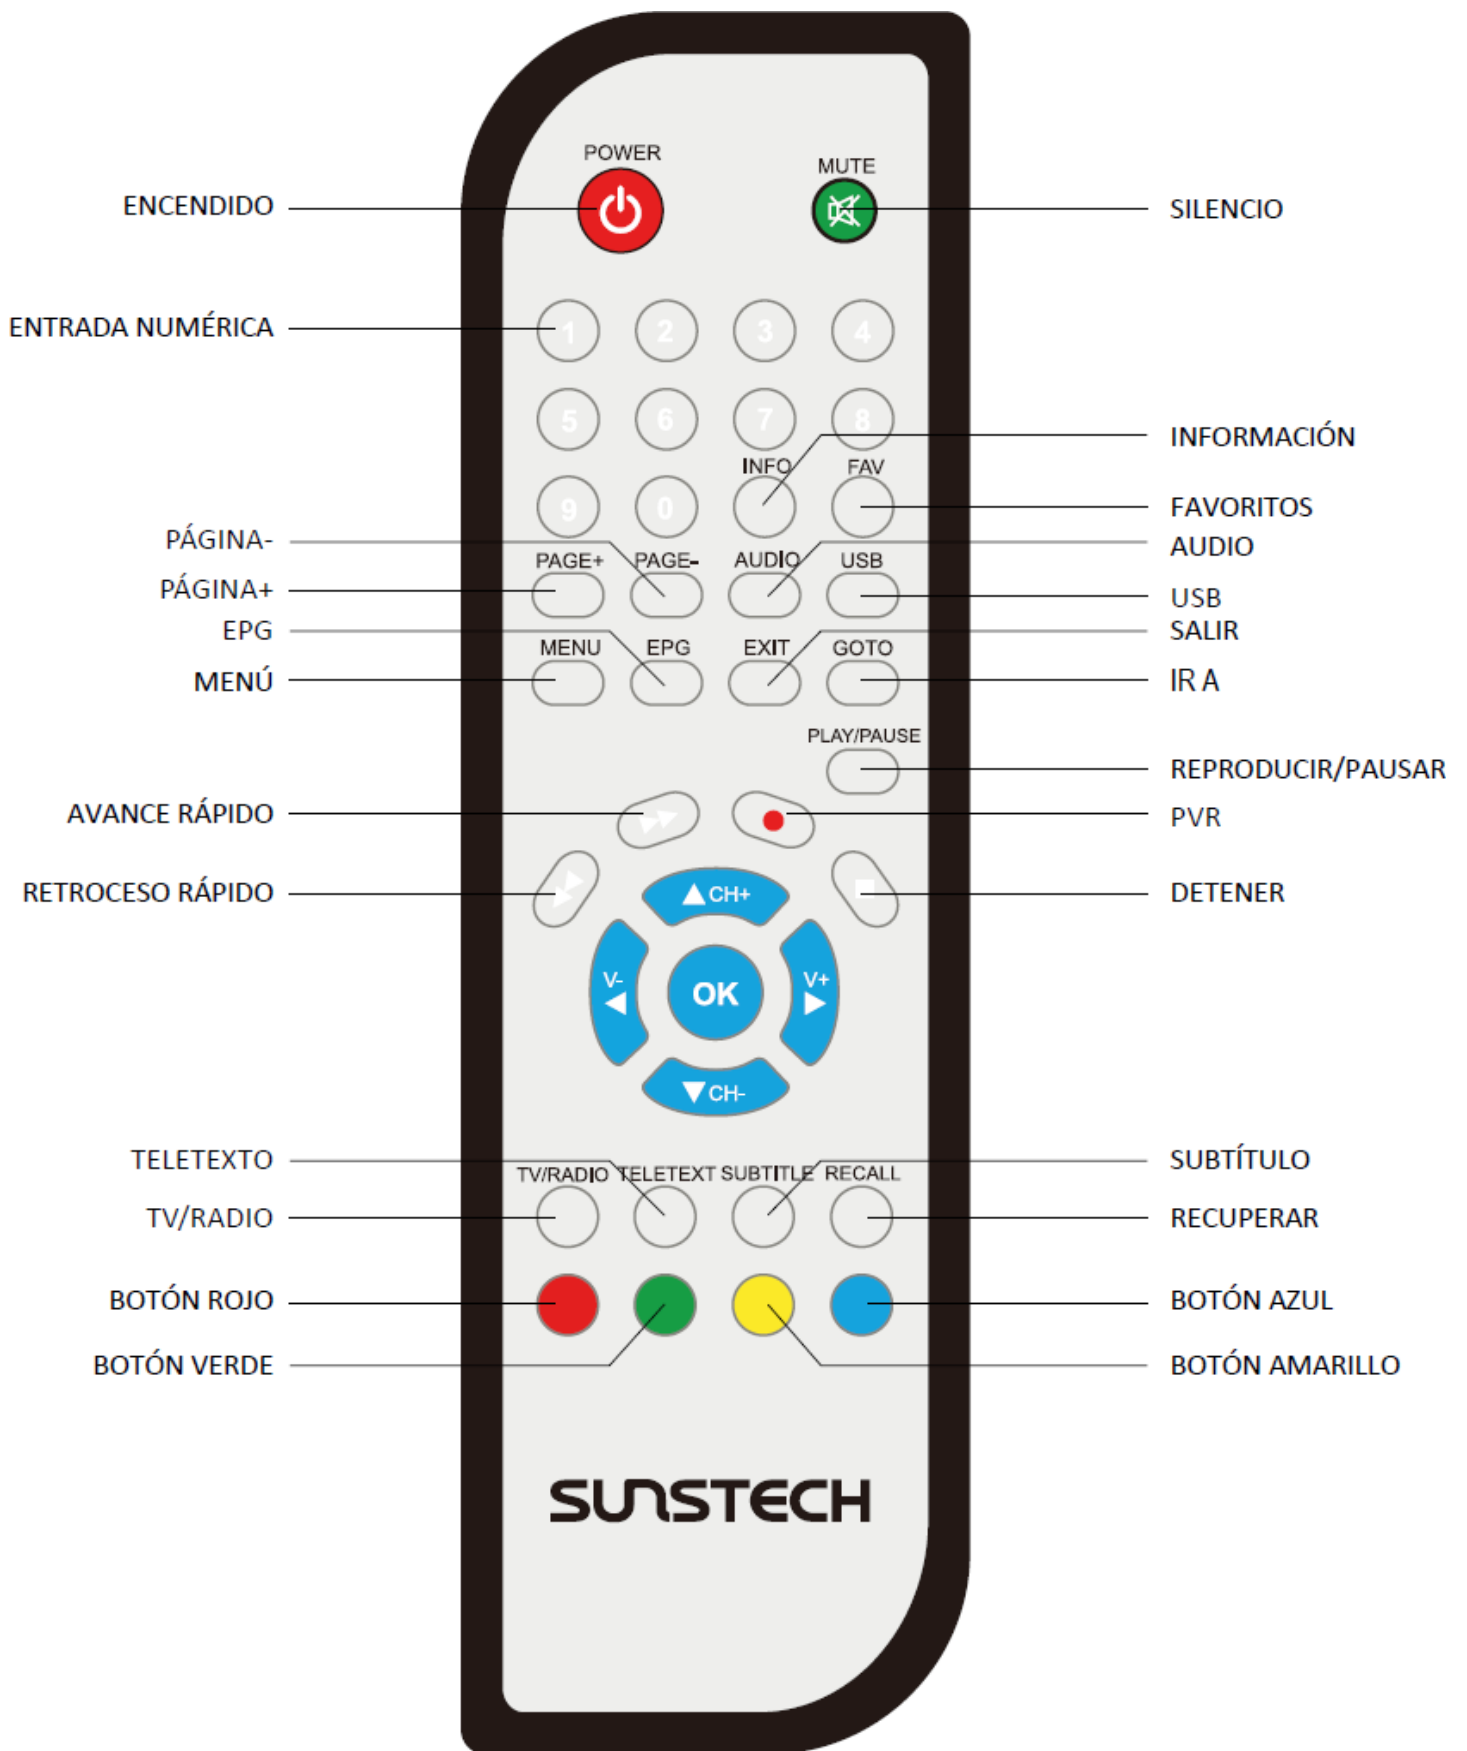 POWER
MUTE
ENCENDIDO
SILENCIO
ENTRADA NUMÉRICA
1 2 3 4
5 6 7 8
INFORMACIÓN
INFO FAV
9 0
FAVORITOS
PÁGINA-
AUDIO
PAGE+ PAGE- AUDIO USB
PÁGINA+
USB
EPG
SALIR
MENU EPG EXIT GOTO
MENÚ
IR A
PLAY/PAUSE
REPRODUCIR/PAUSAR
AVANCE RÁPIDO
PVR
RETROCESO RÁPIDO
CH+
DETENER
V- OK V+
CH-
TELETEXTO
SUBTÍTULO
TV/RADIO TELETEXT SUBTITLE RECALL
TV/RADIO
RECUPERAR
BOTÓN ROJO
BOTÓN AZUL
BOTÓN VERDE
BOTÓN AMARILLO
SUNSTECH